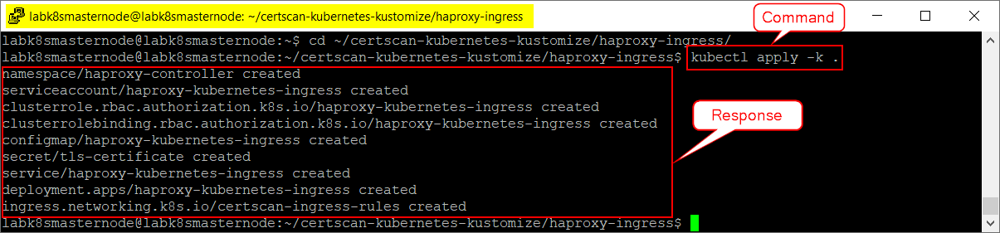 labk8smasternode@labk8smasternode: ~/certscan-kubernetes-kustomize/haproxy-ingress
Command
labk8smasternode@labk8smasternode:~$ cd ~/certscan-kubernetes-kustomize/haproxy-ingress/
labk8smasternode@labk8smasternode:~/certscan-kubernetes-kustomize/haproxy-ingress$ kubectl apply -k .
namespace/haproxy-controller created
serviceaccount/haproxy-kubernetes-ingress created
clusterrole.rbac.authorization.k8s.io/haproxy-kubernetes-ingress created
clusterrolebinding.rbac.authorization.k8s.io/haproxy-kubernetes-ingress created
Response
configmap/haproxy-kubernetes-ingress created
secret/tls-certificate created
service/haproxy-kubernetes-ingress created
deployment.apps/haproxy-kubernetes-ingress created
ingress.networking.k8s.io/certscan-ingress-rules created
labk8smasternode@labk8smasternode:~/certscan-kubernetes-kustomize/haproxy-ingress$